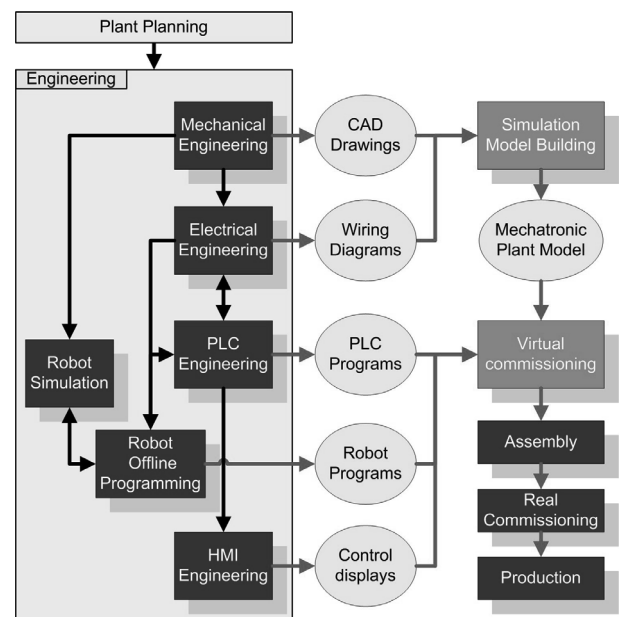 Plant Planning
Engineering
Mechanical
Engineering
CAD
Drawings
Simulation
Model Building
Electrical
Engineering
Wiring
Diagrams
Mechatronic
Plant Model
Robot
Simulation
PLC
Engineering
PLC
Programs
Virtual
commissioning
Robot
Offline
Programming
Robot
Programs
Assembly
Real
Commissioning
HMI
Engineering
Control
displays
Production